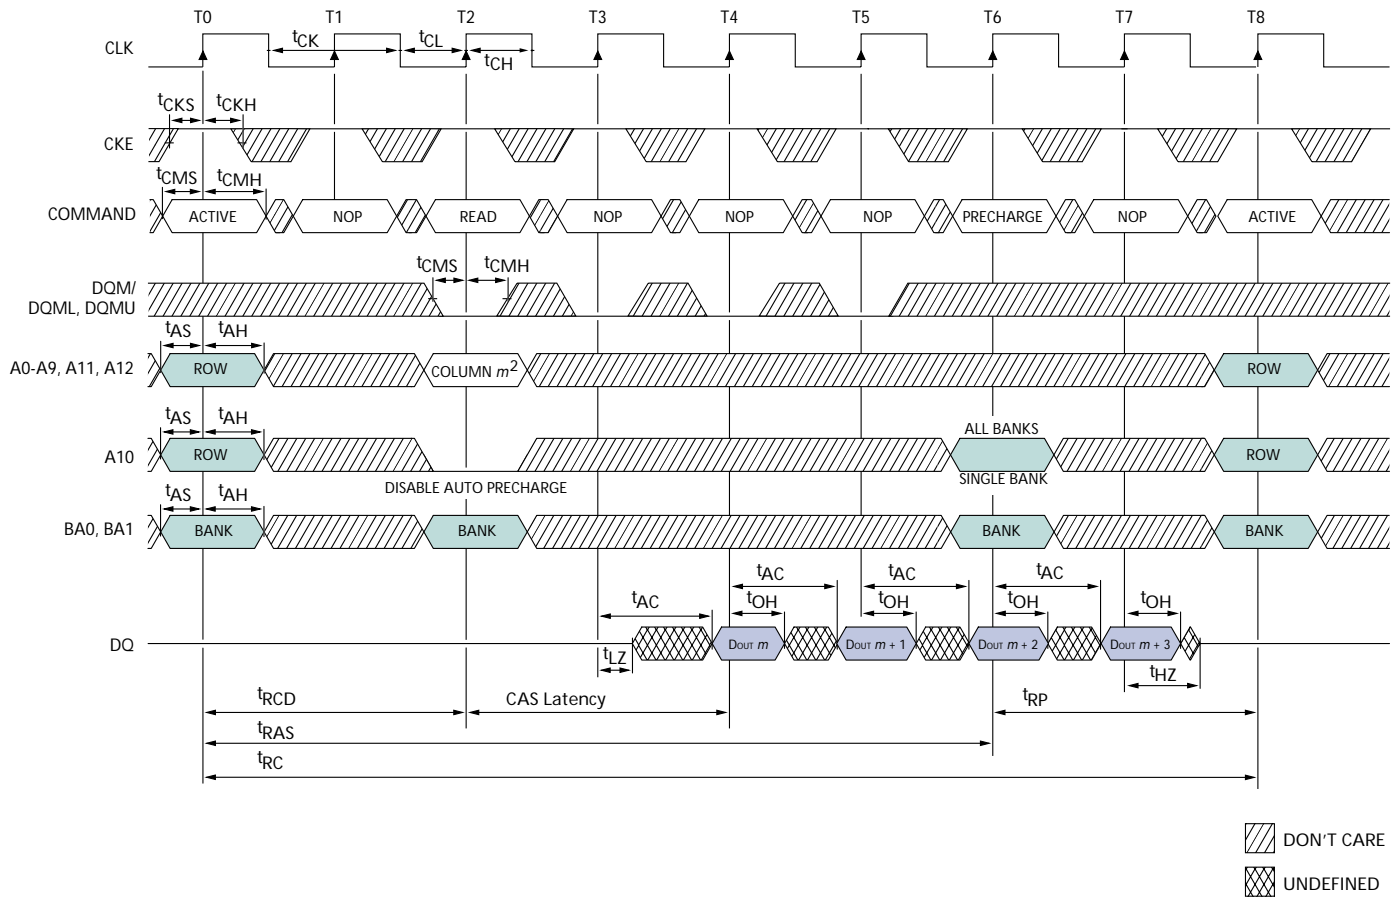 T0 T1 T2 T3 T4 T5 T6 T7 T8
CLK tCK tCL tCH
tCKS tCKH
CKE
tCMS tCMH
COMMAND ACTIVE NOP READ NOP NOP NOP PRECHARGE NOP ACTIVE
tCMS tCMH
DQM/
DQML, DQMU
tAS tAH
A0-A9, A11, A12 ROW COLUMN m2 ROW
tAS tAH ALL BANKS
A10 ROW ROW
SINGLE BANK
DISABLE AUTO PRECHARGE
tAS tAH
BA0, BA1 BANK BANK BANK BANK
tAC tAC tAC
tAC tOH tOH tOH tOH
DQ DOUT m DOUT m + 1 DOUT m + 2 DOUT m + 3
tLZ tHZ
tRCD CAS Latency tRP
tRAS
tRC
DON'T CARE
UNDEFINED